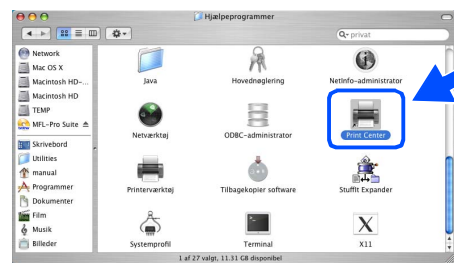 Hjælpeprogrammer
privat
Network
Mac OS X
Macintosh HD-...
Macintosh HD
TEMP
MFL-Pro Suite
Skrivebord
Utilities
manual
Programmer
Dokumenter
Film
Musik
Billeder
Java
Hovednøglering
NetInfo-administrator
Netværktøj
ODBC-administrator
Print Center
Printerværktøj
Tilbagekopier software
StuffIt Expander
Systemprofil
Terminal
X11
1 af 27 valgt, 11.31 GB disponibel